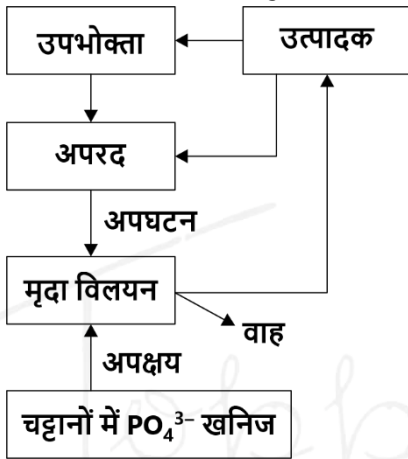 उपभोक्ता
उत्पादक
अपरद
अपघटन
मृदा विलयन
वाह
अपक्षय
चट्टानों में PO₄³⁻ खनिज